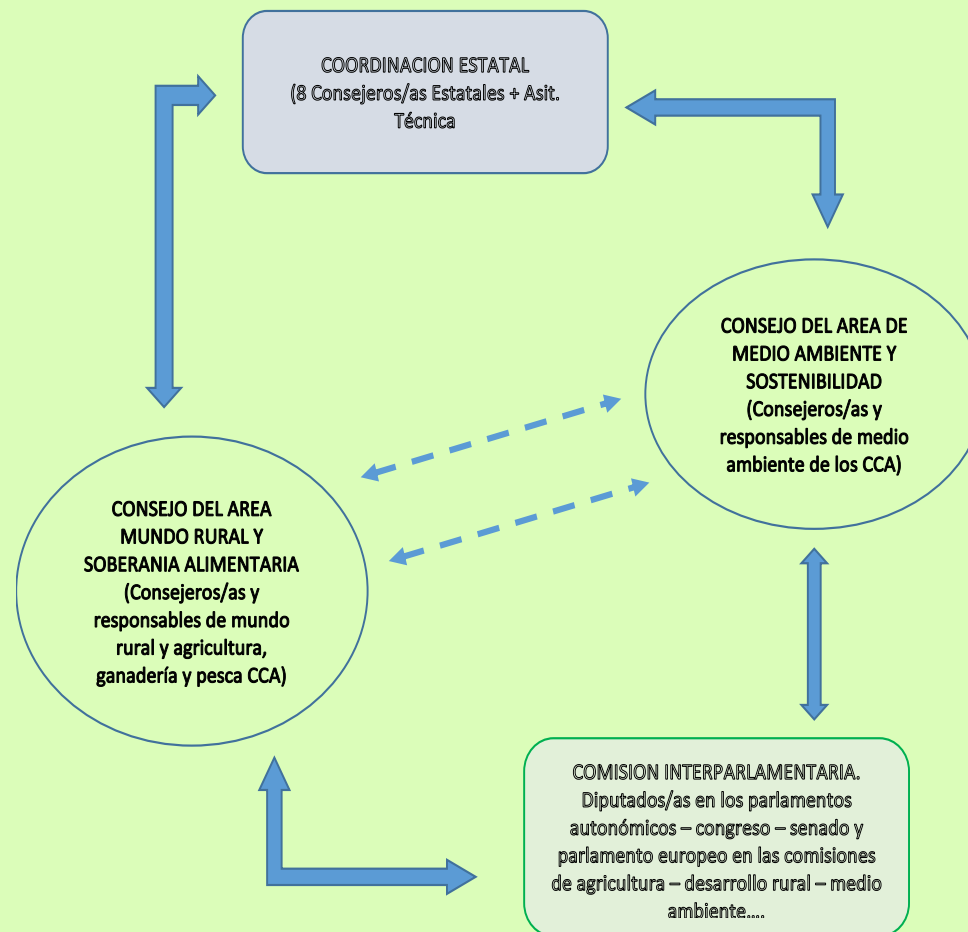 COORDINACION ESTATAL
(8 Consejeros/as Estatales + Asit.
Técnica
CONSEJO DEL AREA DE
MEDIO AMBIENTE Y
SOSTENIBILIDAD
(Consejeros/as y
responsables de medio
ambiente de los CCA)
CONSEJO DEL AREA
MUNDO RURAL Y
SOBERANIA ALIMENTARIA
(Consejeros/as y
responsables de mundo
rural y agricultura,
ganadería y pesca CCA)
COMISION INTERPARLAMENTARIA.
Diputados/as en los parlamentos
autonómicos – congreso – senado y
parlamento europeo en las comisiones
de agricultura – desarrollo rural – medio
ambiente....